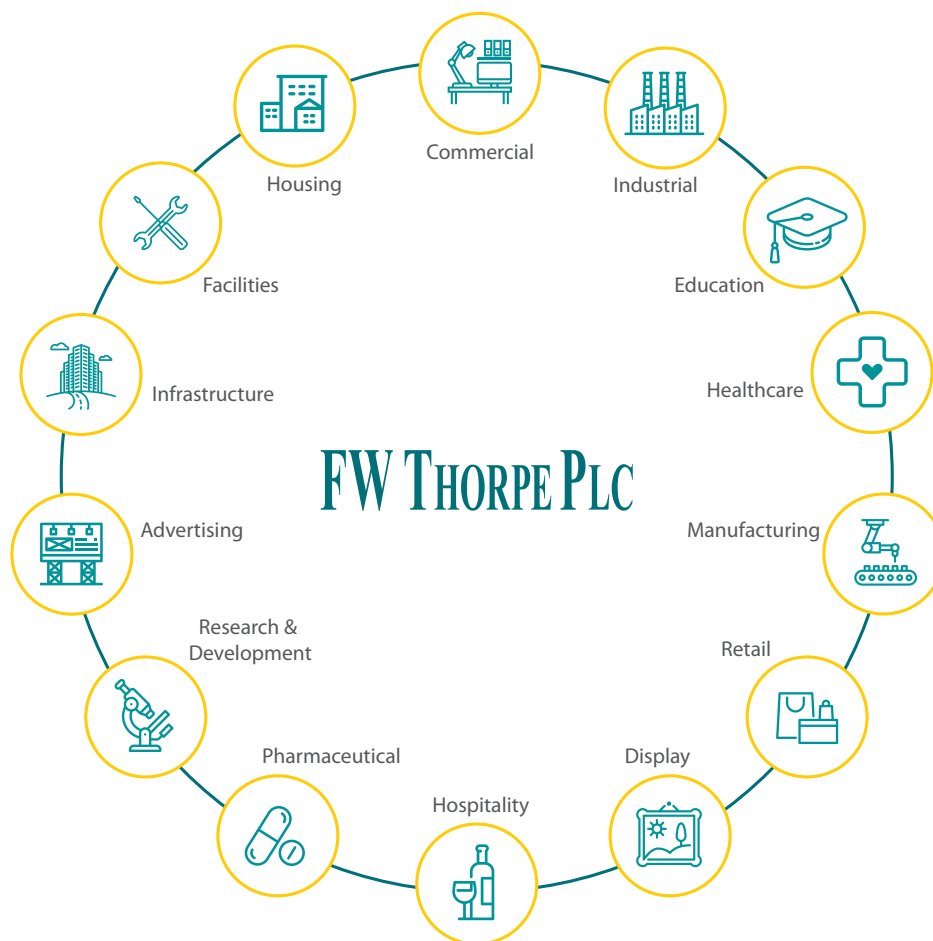 Commercial
Housing
Industrial
Facilities
Education
Infrastructure
Healthcare
FW THORPE PLC
Advertising
Manufacturing
Research &
Development
Retail
Pharmaceutical
Display
Hospitality